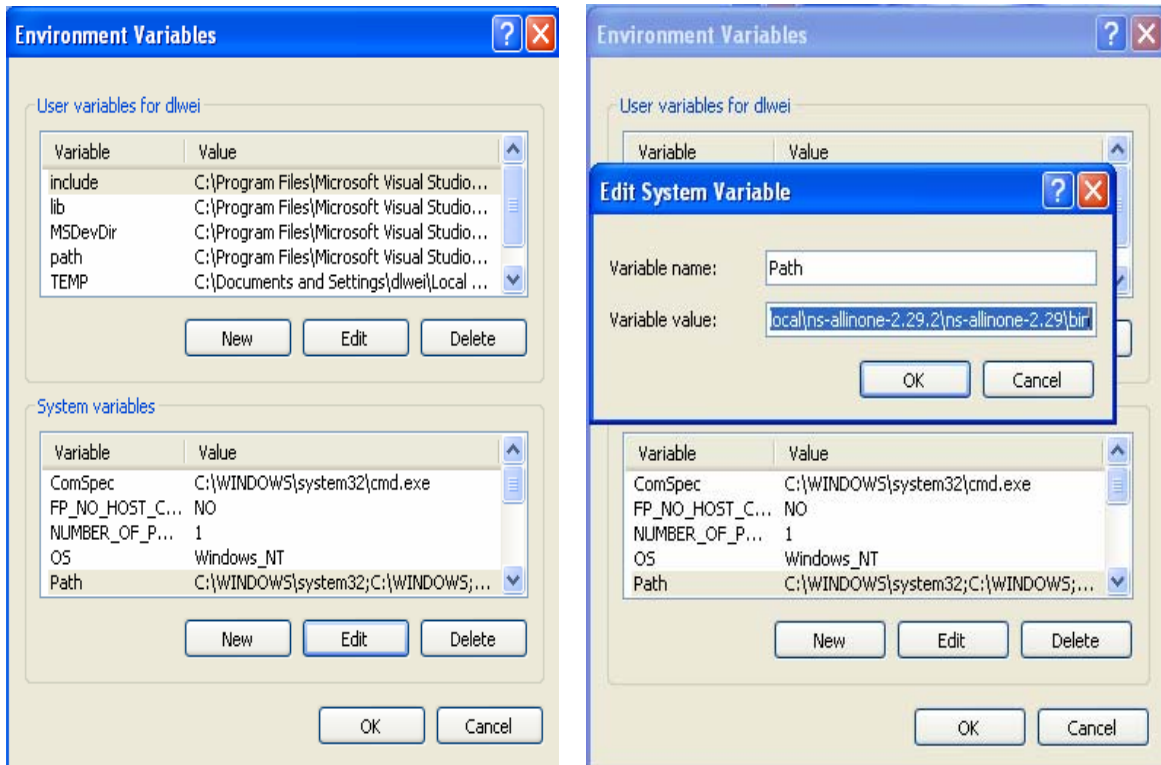 Environment Variables
User variables for dlwei
Variable Value
include C:\Program Files\Microsoft Visual Studio...
lib C:\Program Files\Microsoft Visual Studio...
MSDevDir C:\Program Files\Microsoft Visual Studio...
path C:\Program Files\Microsoft Visual Studio...
TEMP C:\Documents and Settings\dlwei\Local ...
New Edit Delete
System variables
Variable Value
ComSpec C:\WINDOWS\system32\cmd.exe
FP_NO_HOST_C... NO
NUMBER_OF_P... 1
OS Windows_NT
Path C:\WINDOWS\system32;C:\WINDOWS;...
New Edit Delete
OK Cancel
Environment Variables
User variables for dlwei
Variable Value
Edit System Variable
Variable name: Path
Variable value: ocal\ns-allinone-2.29.2\ns-allinone-2.29\bin
OK Cancel
Variable Value
ComSpec C:\WINDOWS\system32\cmd.exe
FP_NO_HOST_C... NO
NUMBER_OF_P... 1
OS Windows_NT
Path C:\WINDOWS\system32;C:\WINDOWS;...
New Edit Delete
OK Cancel